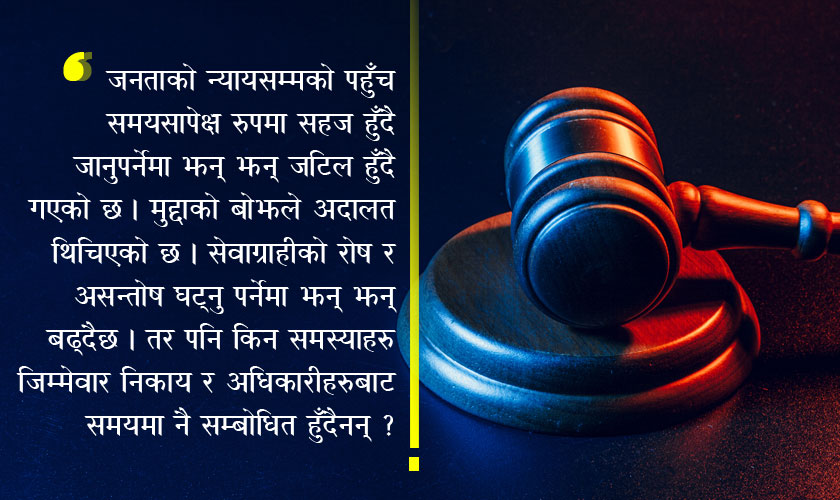 जनताको न्यायसम्मको पहुँच
समयसापेक्ष रुपमा सहज हुँदै
जानुपर्नेमा झन् झन् जटिल हुँदै
गएको छ । मुद्दाको बोझले अदालत
थिचिएको छ । सेवाग्राहीको रोष र
असन्तोष घट्नु पर्नेमा झन् झन्
बढ्दैछ । तर पनि किन समस्याहरु
जिम्मेवार निकाय र अधिकारीहरुबाट
समयमा नै सम्बोधित हुँदैनन् ?